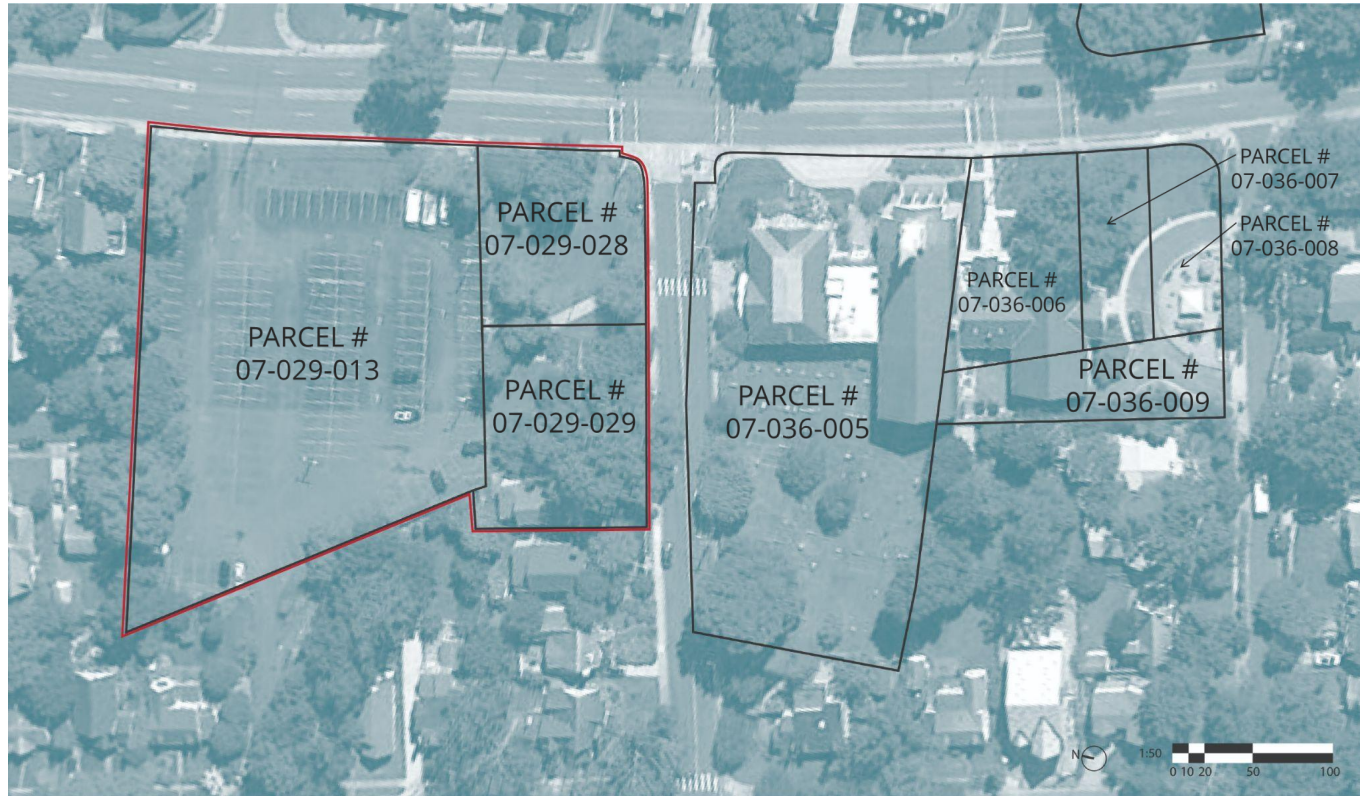 PARCEL #
07-029-028
PARCEL #
07-029-013
PARCEL #
07-029-029
PARCEL #
07-036-005
PARCEL #
07-036-006
PARCEL #
07-036-007
PARCEL #
07-036-008
PARCEL #
07-036-009
N
1:50
0 10 20 50 100